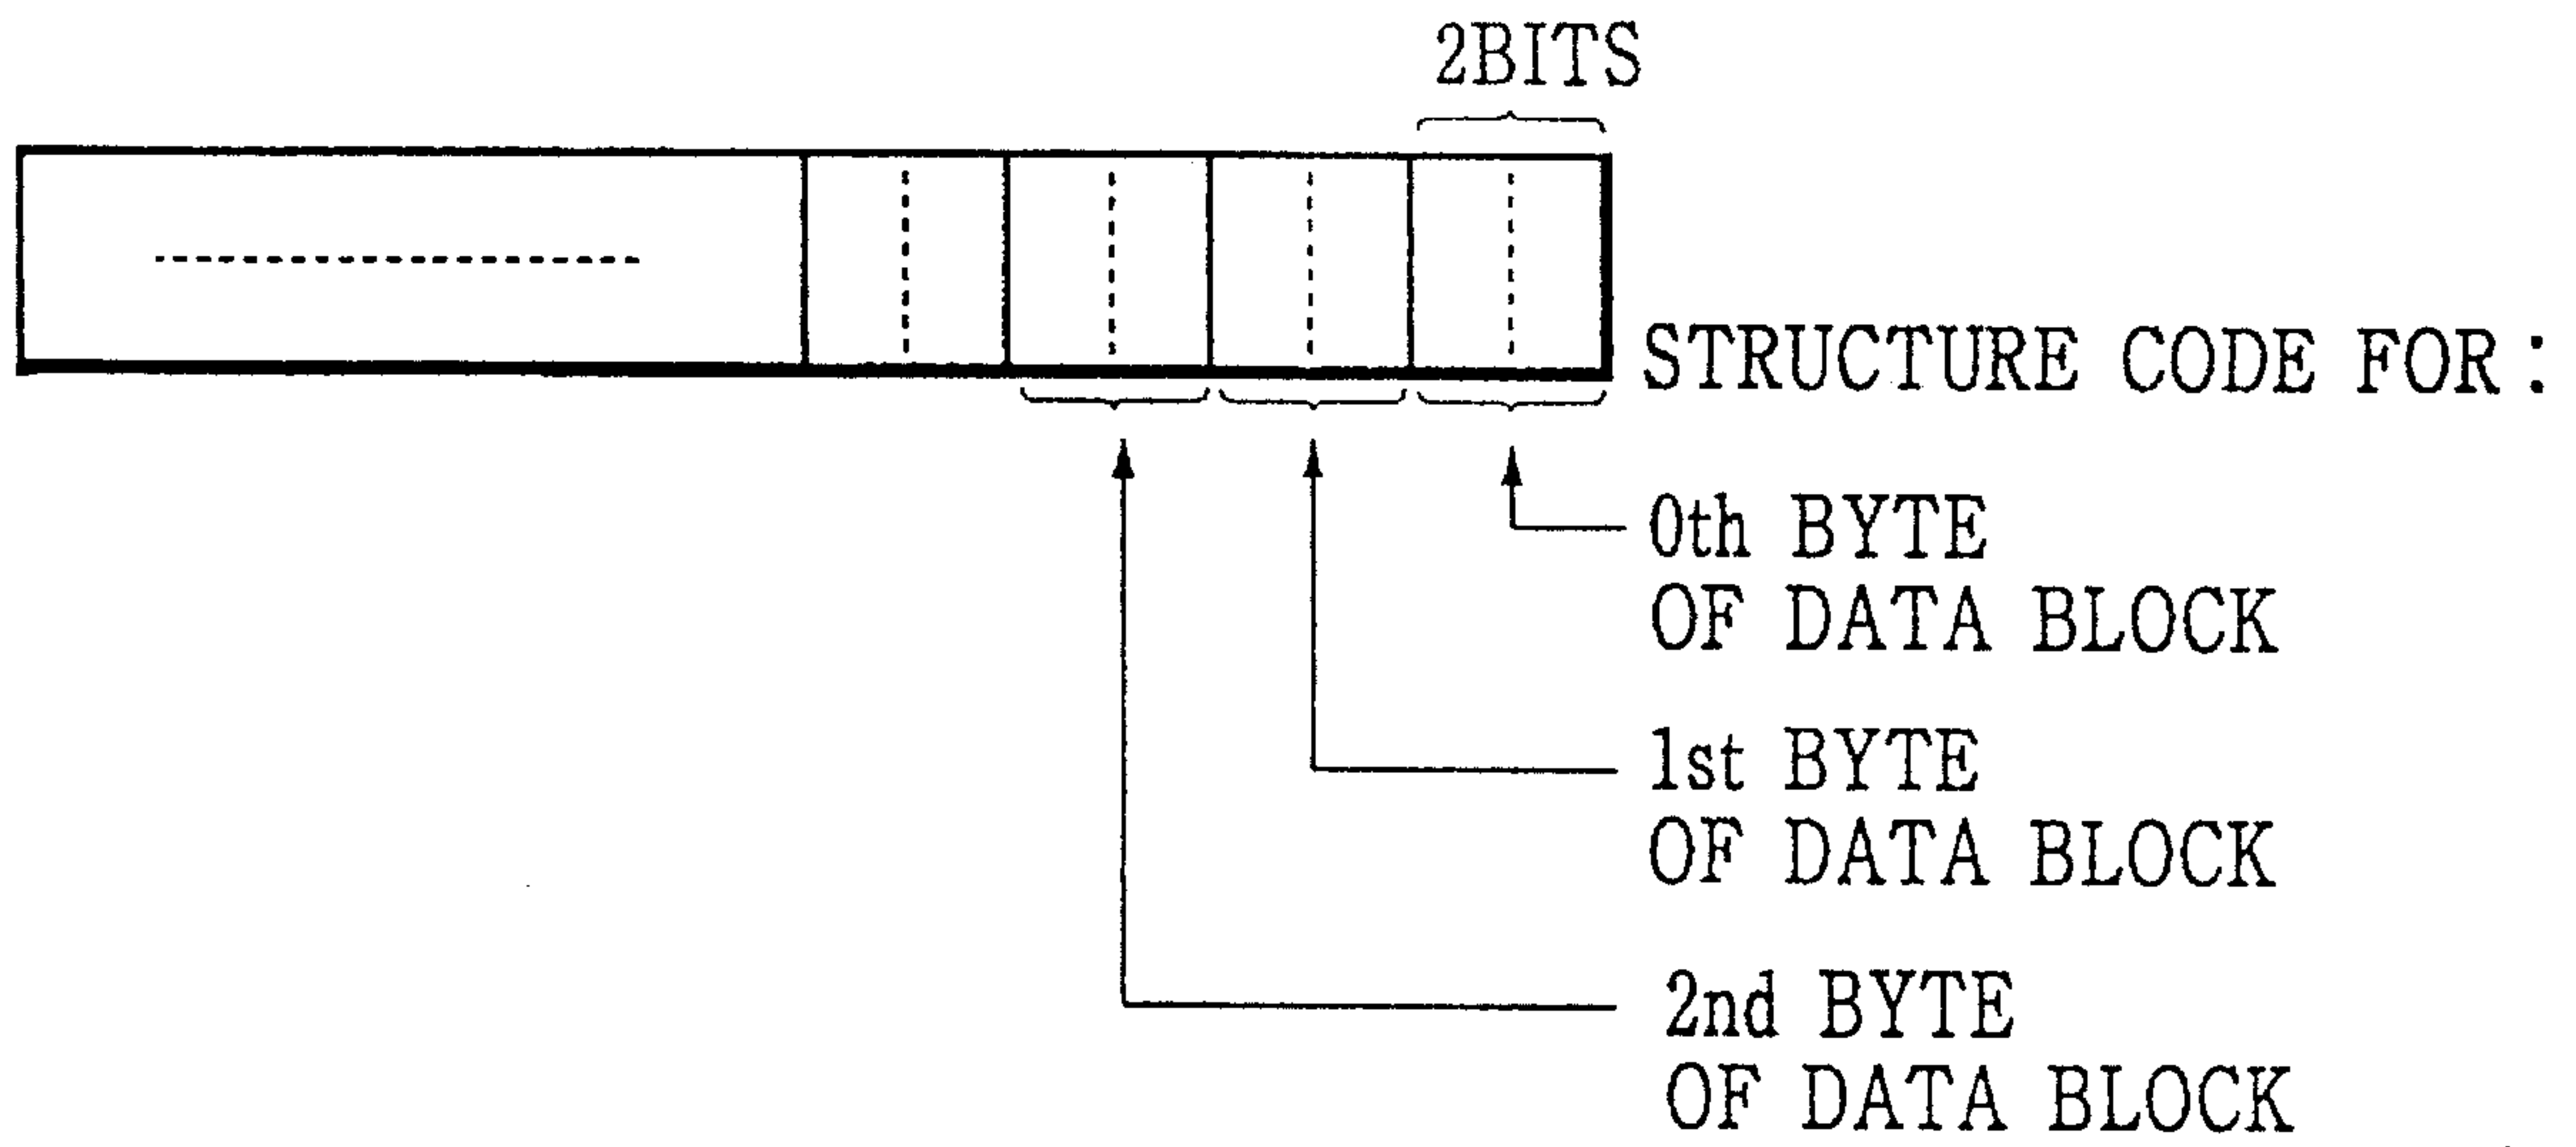 2BITS
STRUCTURE CODE FOR :
0th BYTE
OF DATA BLOCK
1st BYTE
OF DATA BLOCK
2nd BYTE
OF DATA BLOCK